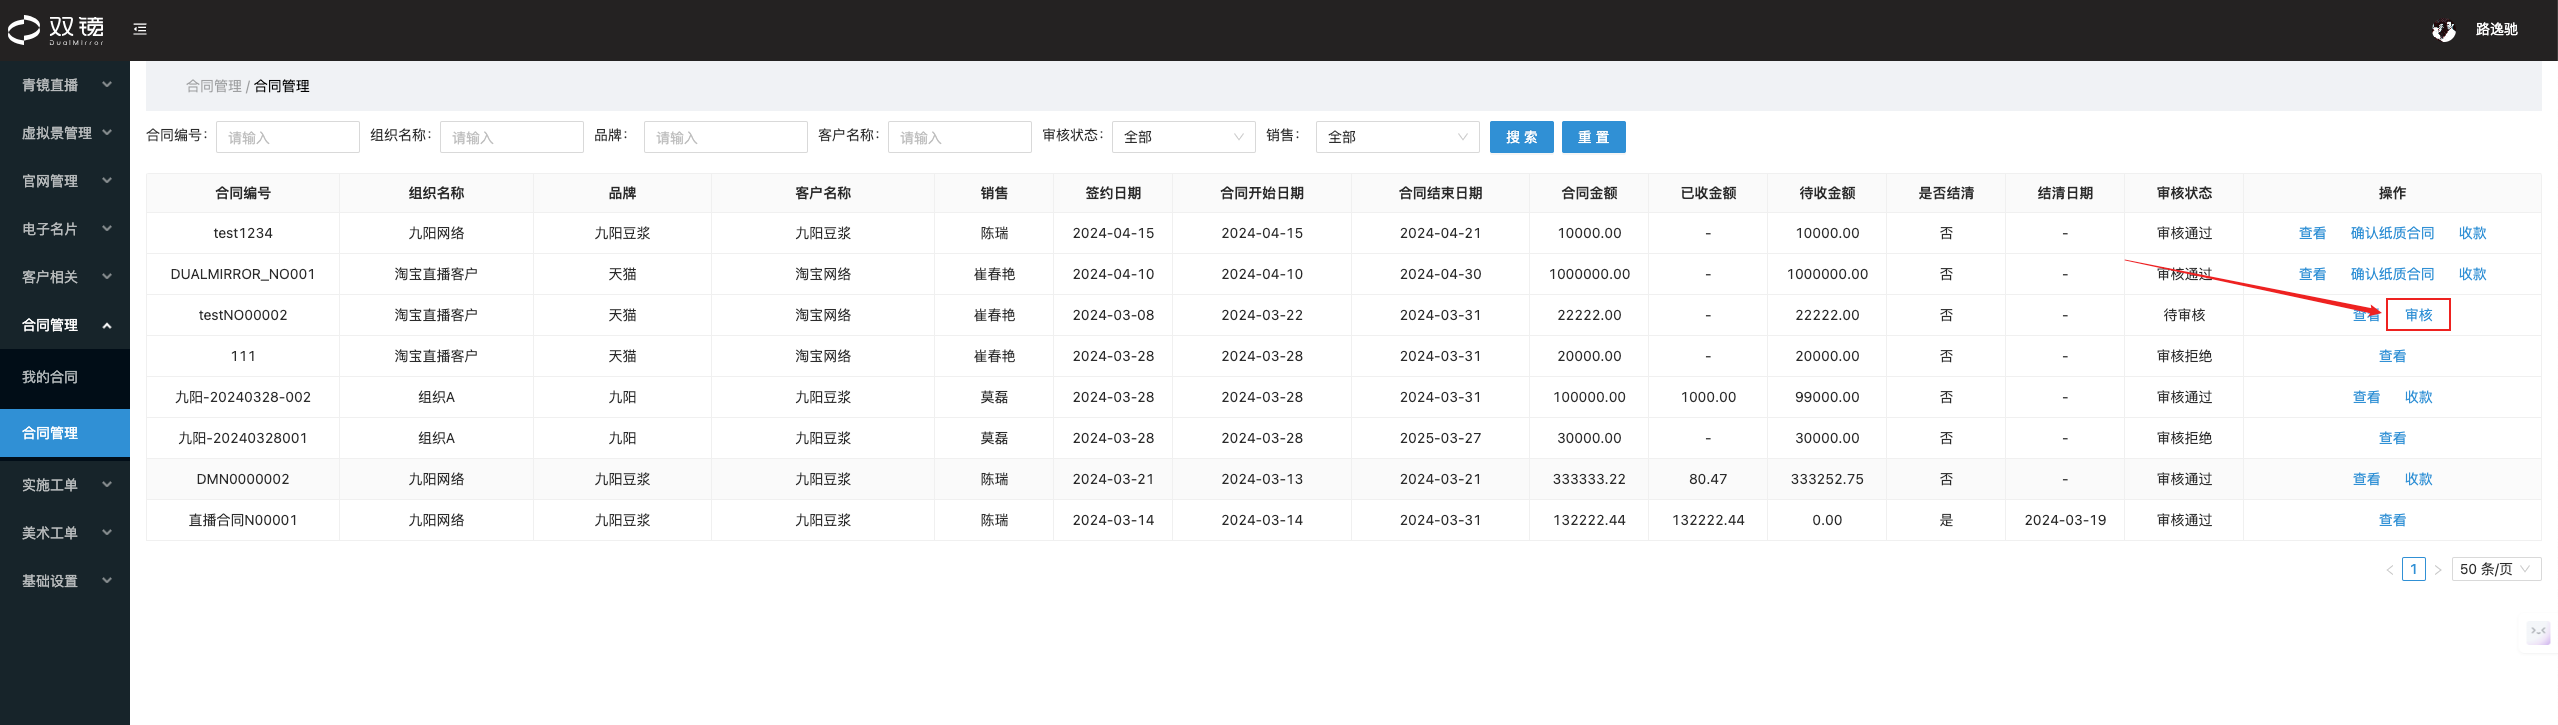 双镜
DualMirror
路逸驰
青镜直播
虚拟景管理
官网管理
电子名片
客户相关
合同管理
我的合同
合同管理
实施工单
美术工单
基础设置
合同管理 / 合同管理
合同编号： 请输入 组织名称： 请输入 品牌： 请输入 客户名称： 请输入 审核状态： 全部 销售： 全部 搜 索 重 置
合同编号 组织名称 品牌 客户名称 销售 签约日期 合同开始日期 合同结束日期 合同金额 已收金额 待收金额 是否结清 结清日期 审核状态 操作
test1234 九阳网络 九阳豆浆 九阳豆浆 陈瑞 2024-04-15 2024-04-15 2024-04-21 10000.00 - 10000.00 否 - 审核通过 查看 确认纸质合同 收款
DUALMIRROR_NO001 淘宝直播客户 天猫 淘宝网络 崔春艳 2024-04-10 2024-04-10 2024-04-30 1000000.00 - 1000000.00 否 - 审核通过 查看 确认纸质合同 收款
testNO00002 淘宝直播客户 天猫 淘宝网络 崔春艳 2024-03-08 2024-03-22 2024-03-31 22222.00 - 22222.00 否 - 待审核 查看 审核
111 淘宝直播客户 天猫 淘宝网络 崔春艳 2024-03-28 2024-03-28 2024-03-31 20000.00 - 20000.00 否 - 审核拒绝 查看
九阳-20240328-002 组织A 九阳 九阳豆浆 莫磊 2024-03-28 2024-03-28 2024-03-31 100000.00 1000.00 99000.00 否 - 审核通过 查看 收款
九阳-20240328001 组织A 九阳 九阳豆浆 莫磊 2024-03-28 2024-03-28 2025-03-27 30000.00 - 30000.00 否 - 审核拒绝 查看
DMN0000002 九阳网络 九阳豆浆 九阳豆浆 陈瑞 2024-03-21 2024-03-13 2024-03-21 333333.22 80.47 333252.75 否 - 审核通过 查看 收款
直播合同N00001 九阳网络 九阳豆浆 九阳豆浆 陈瑞 2024-03-14 2024-03-14 2024-03-31 132222.44 132222.44 0.00 是 2024-03-19 审核通过 查看
< 1 > 50 条/页